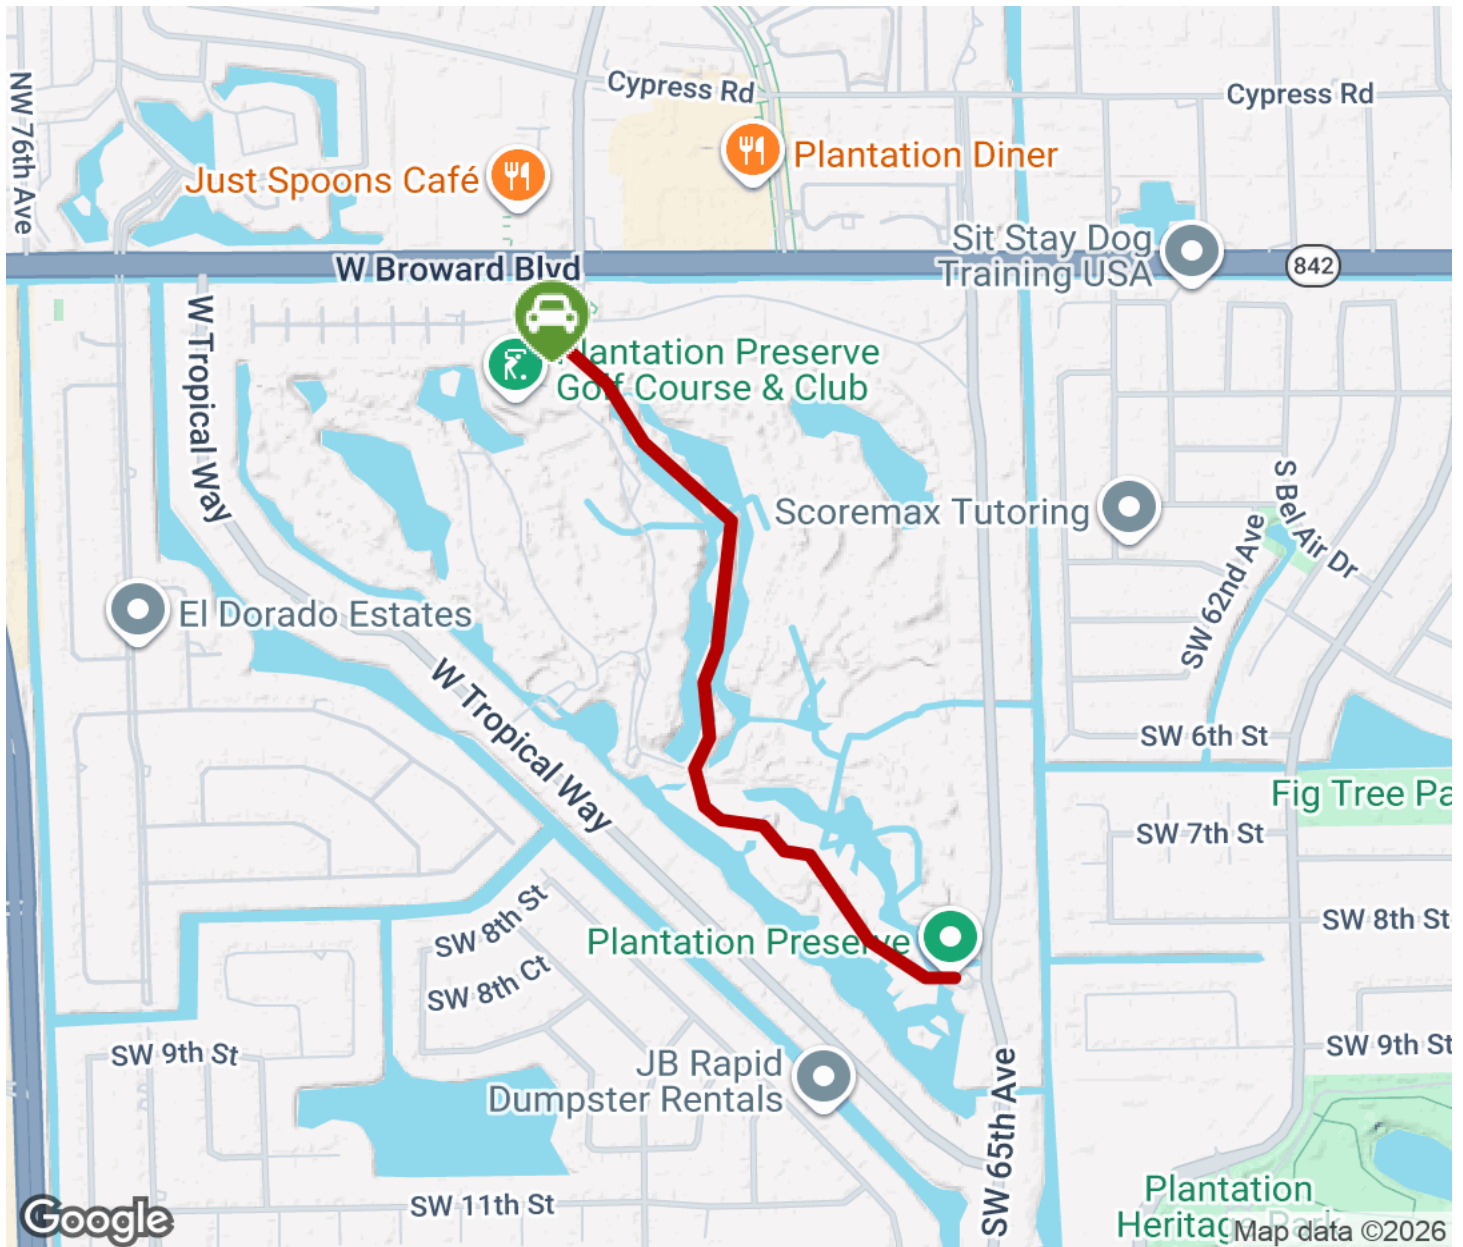 NW 76th Ave
Cypress Rd
Cypress Rd
Just Spoons Café
Plantation Diner
Sit Stay Dog
Training USA
W Broward Blvd
842
W Tropical Way
Plantation Preserve
Golf Course & Club
Scoremax Tutoring
S Bel Air Dr
SW 62nd Ave
El Dorado Estates
W Tropical Way
SW 6th St
Fig Tree Pa
SW 7th St
SW 8th St
SW 8th St
Plantation Preserve
SW 8th Ct
SW 9th St
SW 9th St
JB Rapid
Dumpster Rentals
SW 65th Ave
SW 11th St
Plantation
Heritage Park
Google
Map data ©2026